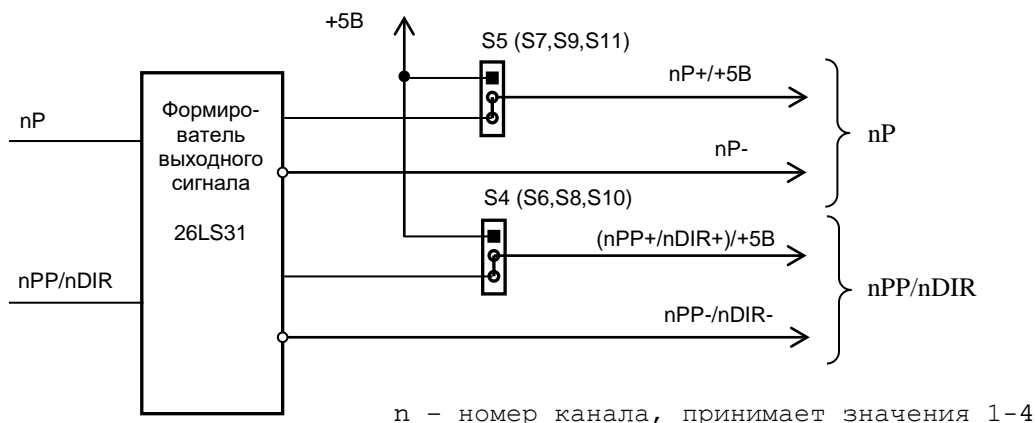 +5В
S5 (S7,S9,S11)
nP+/+5В
nP
Формиро-
ватель
выходного
сигнала
26LS31
nP-
nP
S4 (S6,S8,S10)
(nPP+/nDIR+)/+5В
nPP/nDIR
nPP/nDIR
nPP-/nDIR-
n – номер канала, принимает значения 1-4